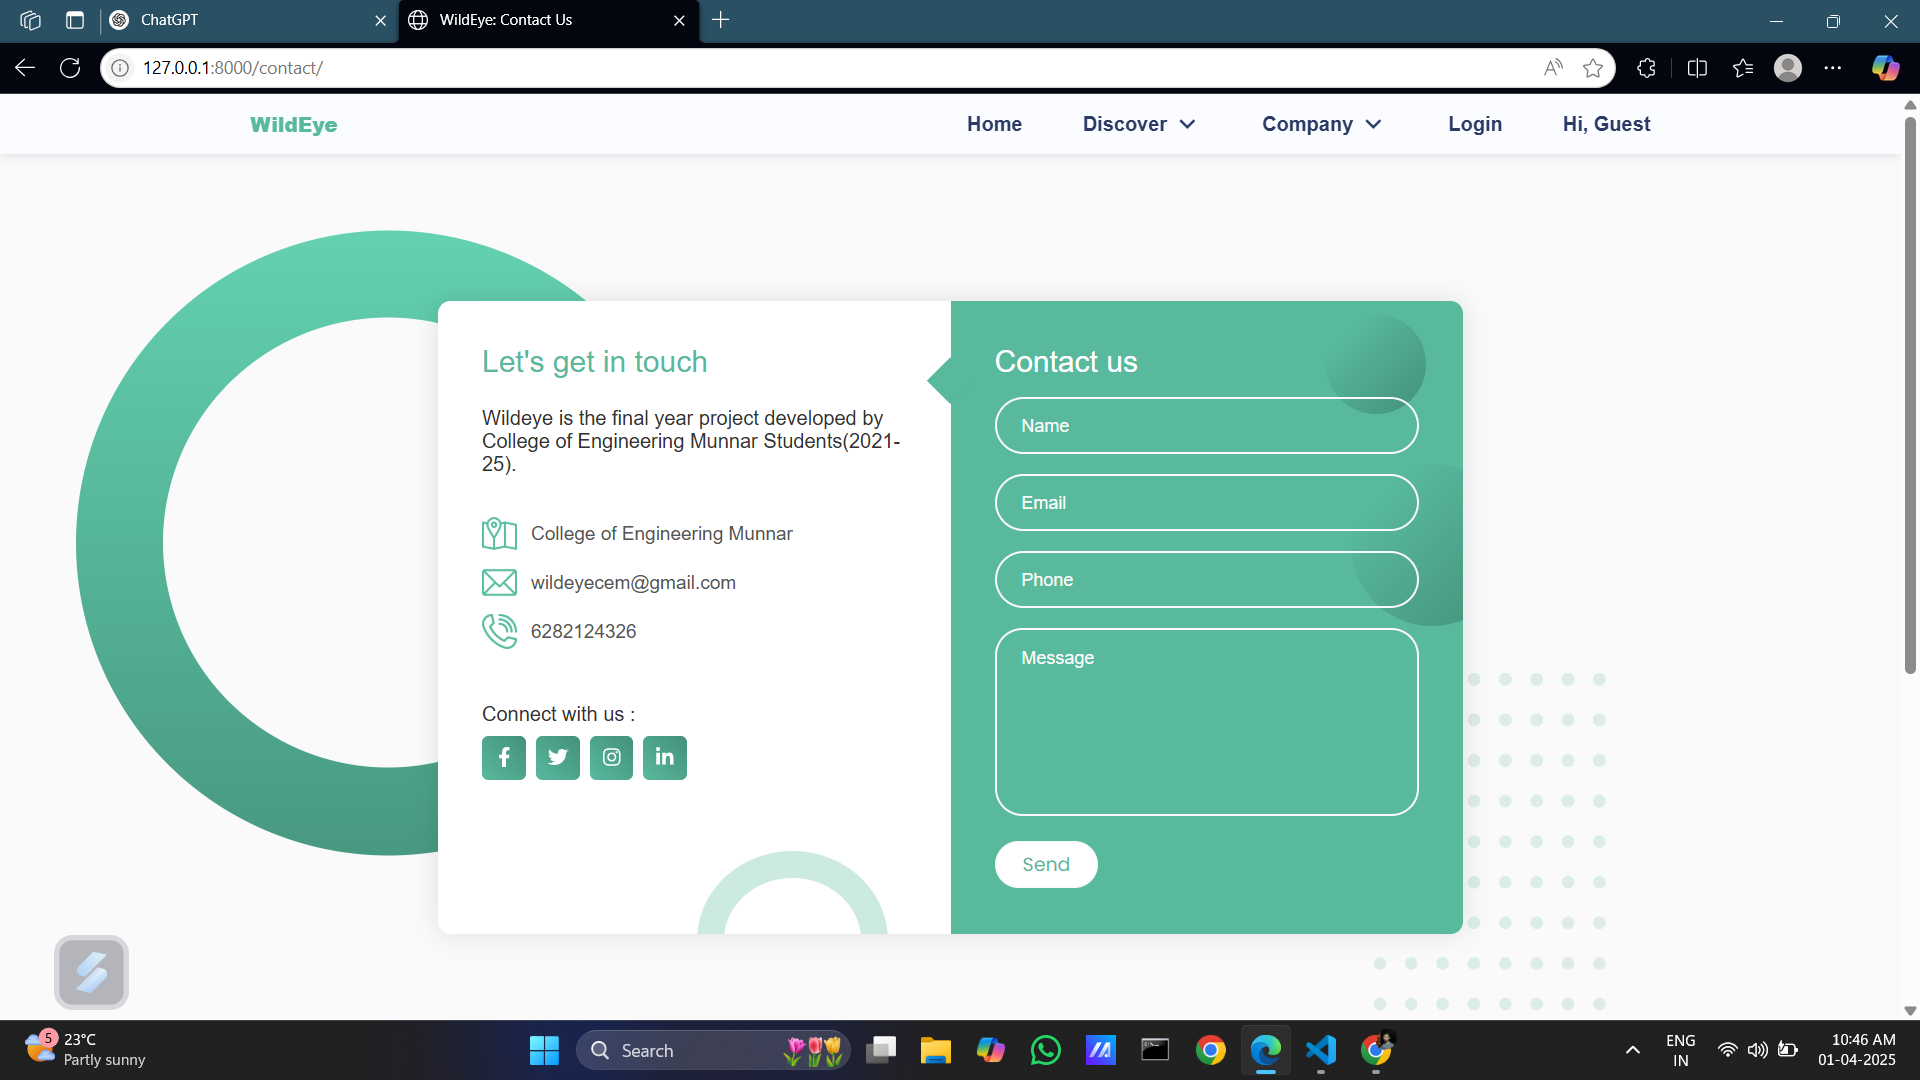 ChatGPT
WildEye: Contact Us
127.0.0.1:8000/contact/
WildEye
Home
Discover
Company
Login
Hi, Guest
Let's get in touch
Wildeye is the final year project developed by
College of Engineering Munnar Students(2021-
25).
College of Engineering Munnar
wildeyecem@gmail.com
6282124326
Connect with us :
Contact us
Name
Email
Phone
Message
Send
5
23°C
Partly sunny
Search
ENG
IN
10:46 AM
01-04-2025